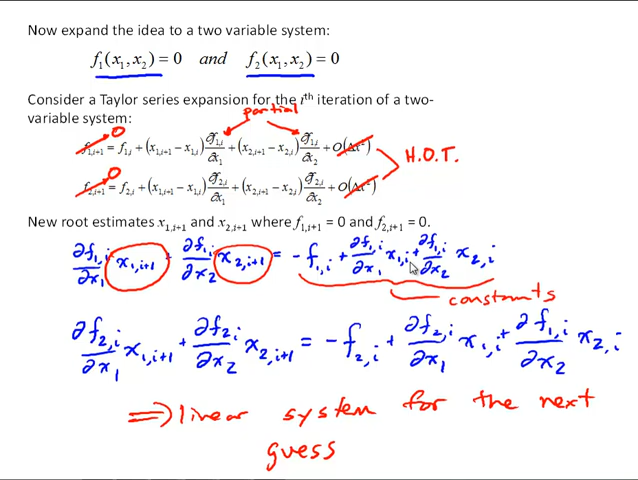 Now expand the idea to a two variable system:
f₁(x₁,x₂) = 0 and f₂(x₁,x₂) = 0
Consider a Taylor series expansion for the iᵗʰ iteration of a two-
variable system:
partial
0
f₁,ᵢ₊₁ = f₁,ᵢ + (x₁,ᵢ₊₁ − x₁,ᵢ) ∂f₁,ᵢ/∂x₁ + (x₂,ᵢ₊₁ − x₂,ᵢ) ∂f₁,ᵢ/∂x₂ + O(Δx²)
H.O.T.
0
f₂,ᵢ₊₁ = f₂,ᵢ + (x₁,ᵢ₊₁ − x₁,ᵢ) ∂f₂,ᵢ/∂x₁ + (x₂,ᵢ₊₁ − x₂,ᵢ) ∂f₂,ᵢ/∂x₂ + O(Δx²)
New root estimates x₁,ᵢ₊₁ and x₂,ᵢ₊₁ where f₁,ᵢ₊₁ = 0 and f₂,ᵢ₊₁ = 0.
∂f₁,ᵢ/∂x₁ x₁,ᵢ₊₁ + ∂f₁,ᵢ/∂x₂ x₂,ᵢ₊₁ = − f₁,ᵢ + ∂f₁,ᵢ/∂x₁ x₁,ᵢ + ∂f₁,ᵢ/∂x₂ x₂,ᵢ
constants
∂f₂,ᵢ/∂x₁ x₁,ᵢ₊₁ + ∂f₂ᵢ/∂x₂ x₂,ᵢ₊₁ = − f₂,ᵢ + ∂f₂,ᵢ/∂x₁ x₁,ᵢ + ∂f₁,ᵢ/∂x₂ x₂,ᵢ
⇒ linear system for the next
guess